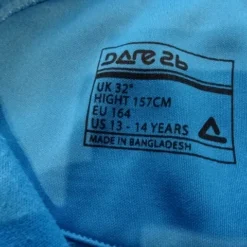 DARE 2b
UK 32"
HIGHT 157CM
EU 164
US 13 - 14 YEARS
MADE IN BANGLADESH